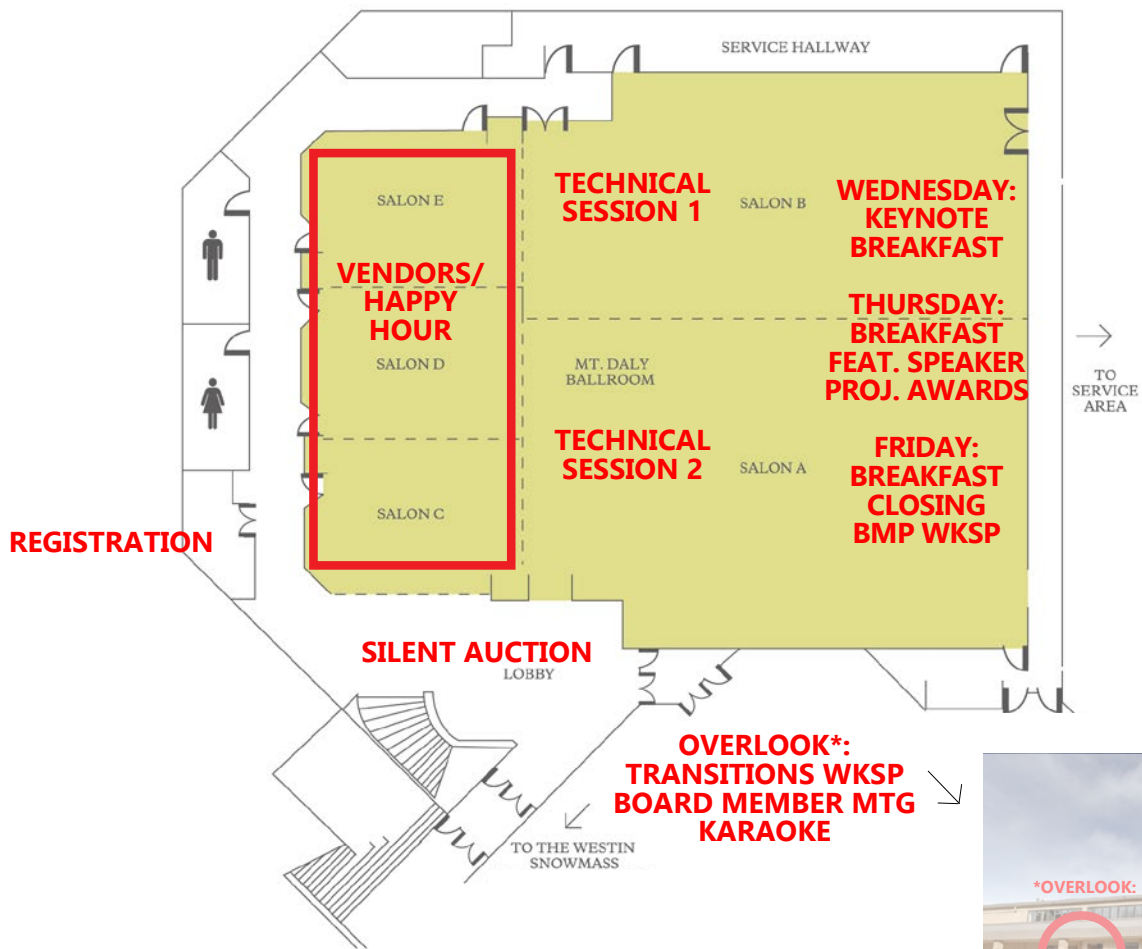 SERVICE HALLWAY
SALON E
TECHNICAL
SESSION 1
SALON B
WEDNESDAY:
KEYNOTE
BREAKFAST
VENDORS/
HAPPY
HOUR
THURSDAY:
BREAKFAST
FEAT. SPEAKER
PROJ. AWARDS
SALON D
MT. DALY
BALLROOM
TO
SERVICE
AREA
TECHNICAL
SESSION 2
SALON A
FRIDAY:
BREAKFAST
CLOSING
BMP WKSP
SALON C
REGISTRATION
SILENT AUCTION
LOBBY
OVERLOOK*:
TRANSITIONS WKSP
BOARD MEMBER MTG
KARAOKE
TO THE WESTIN
SNOWMASS
*OVERLOOK: